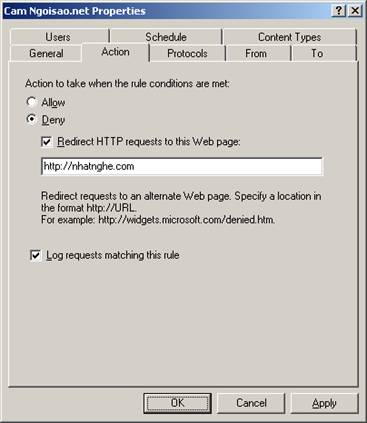 Cam Ngoisao.net Properties
Users Schedule Content Types
General Action Protocols From To
Action to take when the rule conditions are met:
Allow
Deny
Redirect HTTP requests to this Web page:
http://nhatnghe.com
Redirect requests to an alternate Web page. Specify a location in
the format http://URL.
For example: http://widgets.microsoft.com/denied.htm.
Log requests matching this rule
OK Cancel Apply